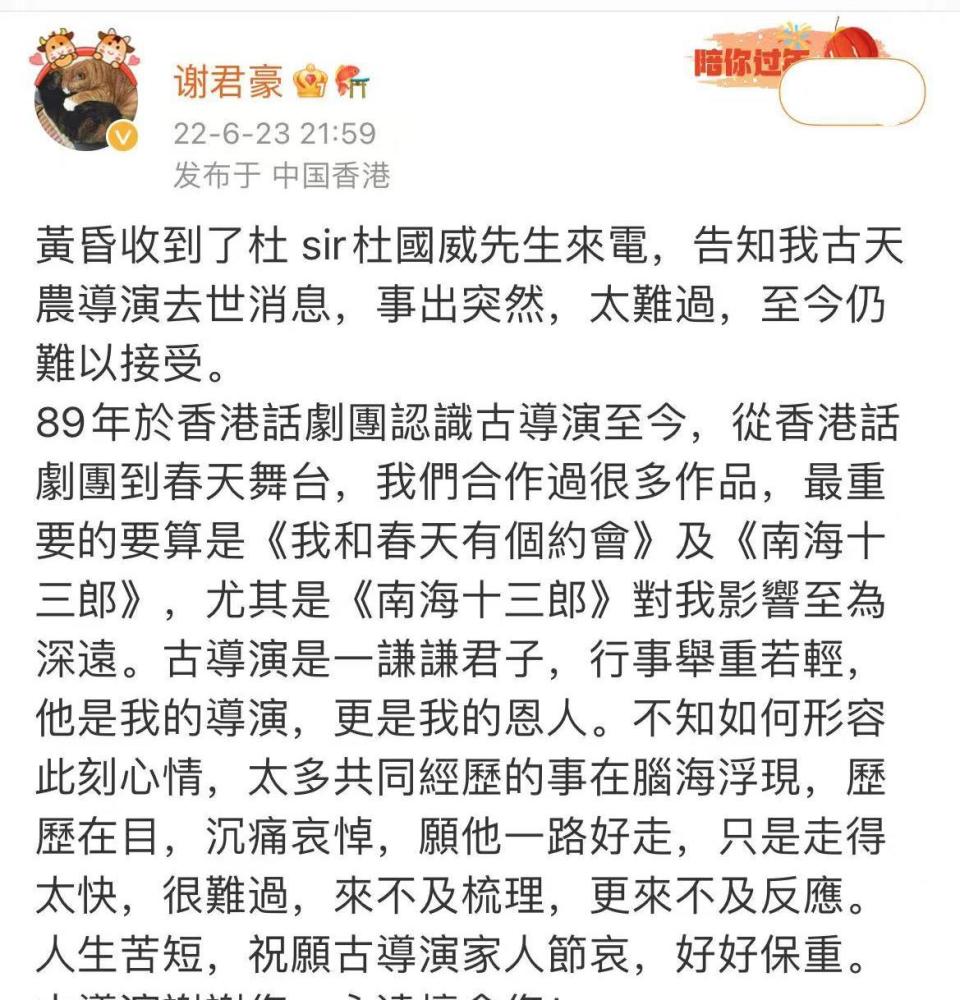 陪你过年
谢君豪
22-6-23 21:59
发布于 中国香港
黃昏收到了杜 sir杜國威先生來電，告知我古天
農導演去世消息，事出突然，太難過，至今仍
難以接受。
89年於香港話劇團認識古導演至今，從香港話
劇團到春天舞台，我們合作過很多作品，最重
要的要算是《我和春天有個約會》及《南海十
三郎》，尤其是《南海十三郎》對我影響至為
深遠。古導演是一謙謙君子，行事舉重若輕，
他是我的導演，更是我的恩人。不知如何形容
此刻心情，太多共同經歷的事在腦海浮現，歷
歷在目，沉痛哀悼，願他一路好走，只是走得
太快，很難過，來不及梳理，更來不及反應。
人生苦短，祝願古導演家人節哀，好好保重。